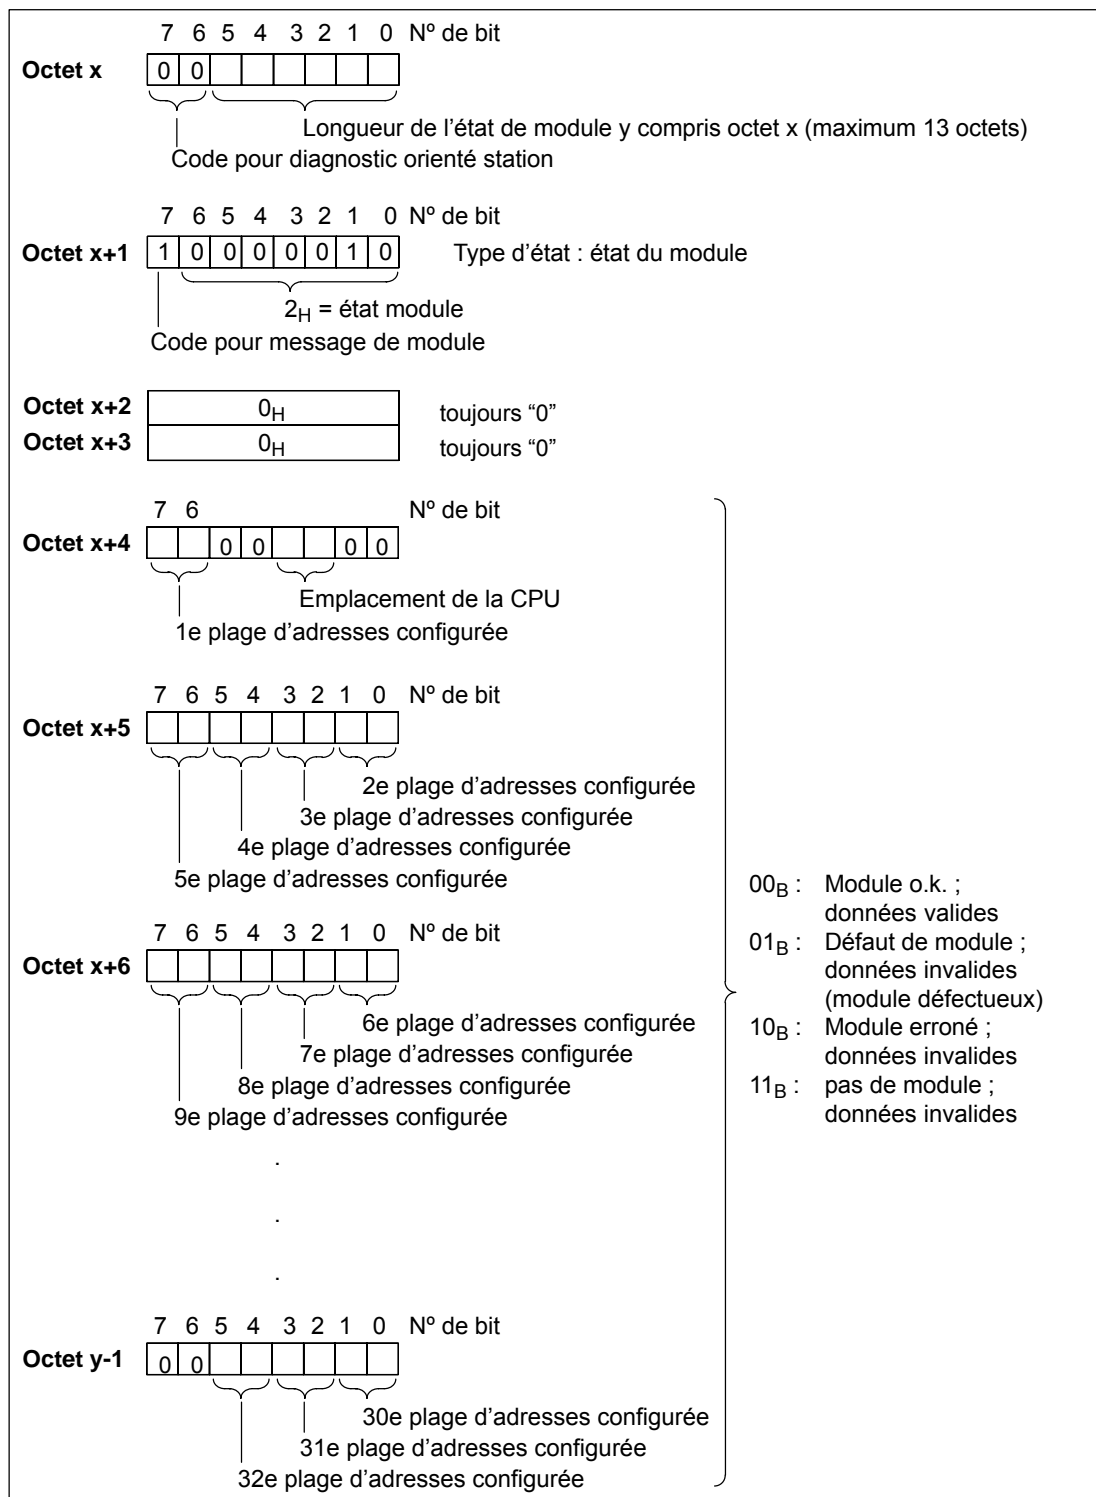 7 6 5 4 3 2 1 0 Nº de bit
Octet x 0 0
Longueur de l’état de module y compris octet x (maximum 13 octets)
Code pour diagnostic orienté station
7 6 5 4 3 2 1 0 Nº de bit
Octet x+1 1 0 0 0 0 0 1 0 Type d’état : état du module
2H = état module
Code pour message de module
Octet x+2 0H toujours “0”
Octet x+3 0H toujours “0”
7 6 Nº de bit
Octet x+4 0 0 0 0
Emplacement de la CPU
1e plage d’adresses configurée
7 6 5 4 3 2 1 0 Nº de bit
Octet x+5
2e plage d’adresses configurée
3e plage d’adresses configurée
4e plage d’adresses configurée
5e plage d’adresses configurée
7 6 5 4 3 2 1 0 Nº de bit
Octet x+6
6e plage d’adresses configurée
7e plage d’adresses configurée
8e plage d’adresses configurée
9e plage d’adresses configurée
.
.
.
7 6 5 4 3 2 1 0 Nº de bit
Octet y-1 0 0
30e plage d’adresses configurée
31e plage d’adresses configurée
32e plage d’adresses configurée
00B : Module o.k. ;
données valides
01B : Défaut de module ;
données invalides
(module défectueux)
10B : Module erroné ;
données invalides
11B : pas de module ;
données invalides